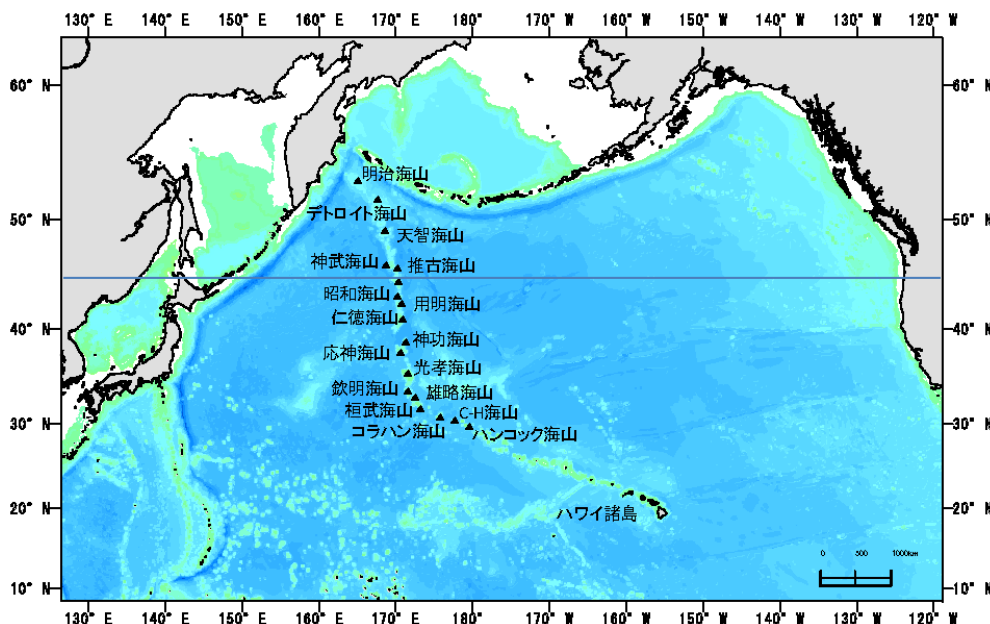 130° E 140° E 150° E 160° E 170° E 180° W 170° W 160° W 150° W 140° W 130° W 120° W
60° N 60° N
明治海山
デトロイト海山
50° N 50° N
天智海山
神武海山 推古海山
昭和海山 用明海山
仁徳海山
40° N 40° N
神功海山
応神海山
光孝海山
欽明海山 雄略海山
桓武海山 C-H海山
30° N 30° N
コラハン海山 ハンコック海山
20° N 20° N
ハワイ諸島
0 500 1000km
10° N 10° N
130° E 140° E 150° E 160° E 170° E 180° W 170° W 160° W 150° W 140° W 130° W 120° W